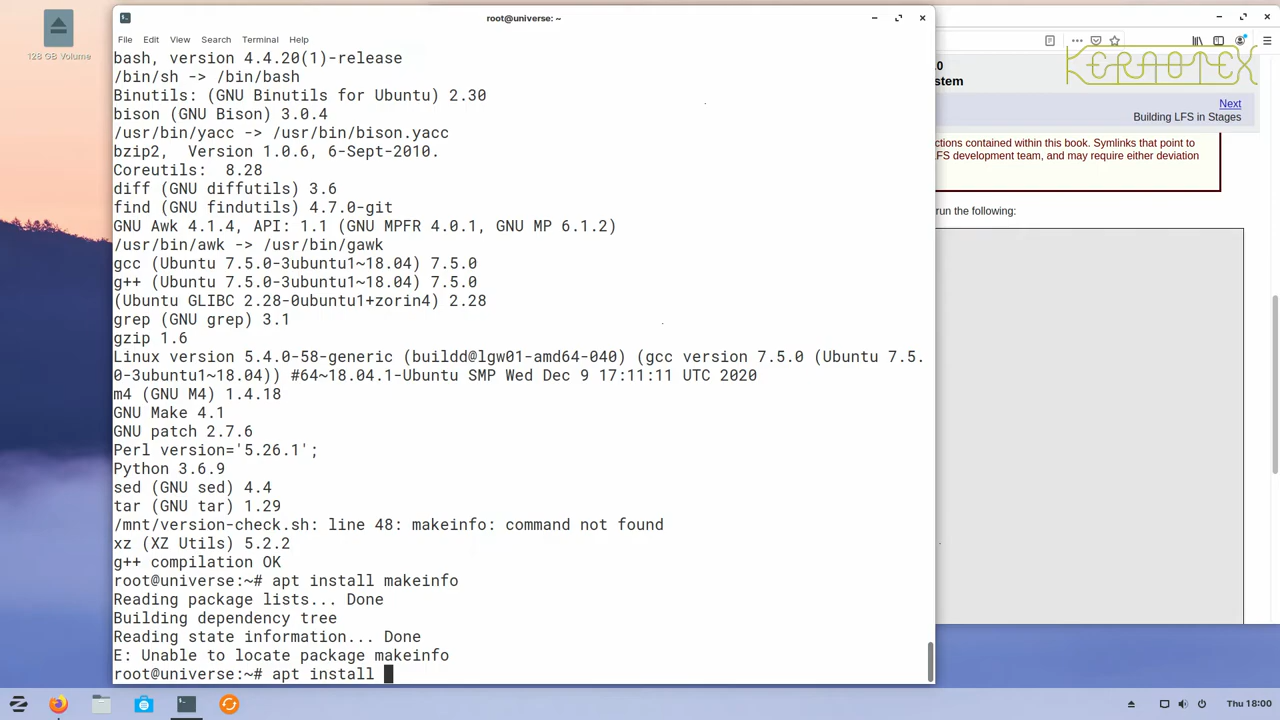 128 GB Volume
root@universe: ~
File Edit View Search Terminal Help
bash, version 4.4.20(1)-release
/bin/sh -> /bin/bash
Binutils: (GNU Binutils for Ubuntu) 2.30
bison (GNU Bison) 3.0.4
/usr/bin/yacc -> /usr/bin/bison.yacc
bzip2,  Version 1.0.6, 6-Sept-2010.
Coreutils:  8.28
diff (GNU diffutils) 3.6
find (GNU findutils) 4.7.0-git
GNU Awk 4.1.4, API: 1.1 (GNU MPFR 4.0.1, GNU MP 6.1.2)
/usr/bin/awk -> /usr/bin/gawk
gcc (Ubuntu 7.5.0-3ubuntu1~18.04) 7.5.0
g++ (Ubuntu 7.5.0-3ubuntu1~18.04) 7.5.0
(Ubuntu GLIBC 2.28-0ubuntu1+zorin4) 2.28
grep (GNU grep) 3.1
gzip 1.6
Linux version 5.4.0-58-generic (buildd@lgw01-amd64-040) (gcc version 7.5.0 (Ubuntu 7.5.
0-3ubuntu1~18.04)) #64~18.04.1-Ubuntu SMP Wed Dec 9 17:11:11 UTC 2020
m4 (GNU M4) 1.4.18
GNU Make 4.1
GNU patch 2.7.6
Perl version='5.26.1';
Python 3.6.9
sed (GNU sed) 4.4
tar (GNU tar) 1.29
/mnt/version-check.sh: line 48: makeinfo: command not found
xz (XZ Utils) 5.2.2
g++ compilation OK
root@universe:~# apt install makeinfo
Reading package lists... Done
Building dependency tree
Reading state information... Done
E: Unable to locate package makeinfo
root@universe:~# apt install
KERNOTEX
.0
stem
Next
Building LFS in Stages
ctions contained within this book. Symlinks that point to
FS development team, and may require either deviation
run the following:
Thu 18:00